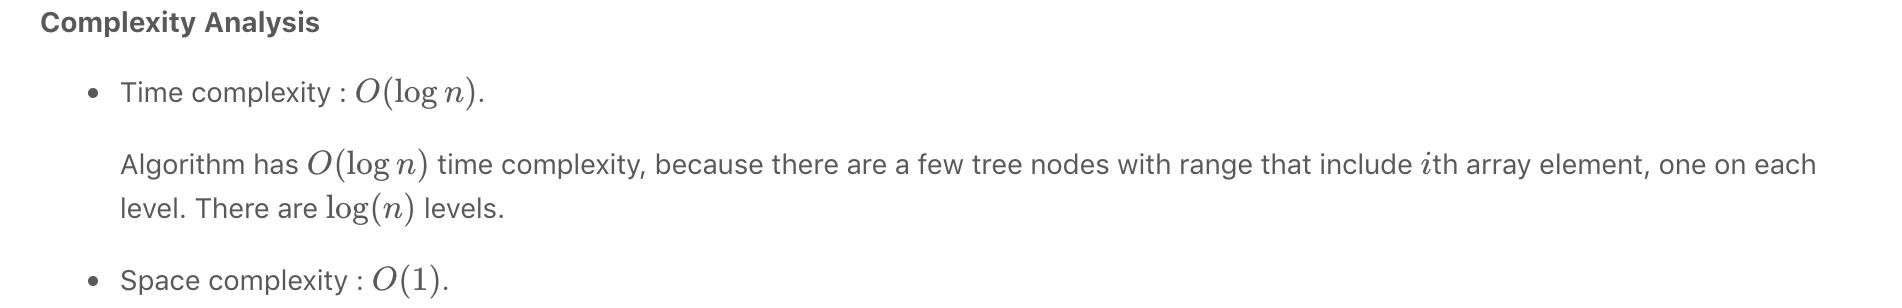 Complexity Analysis
• Time complexity : O(log n).
Algorithm has O(log n) time complexity, because there are a few tree nodes with range that include ith array element, one on each
level. There are log(n) levels.
• Space complexity : O(1).